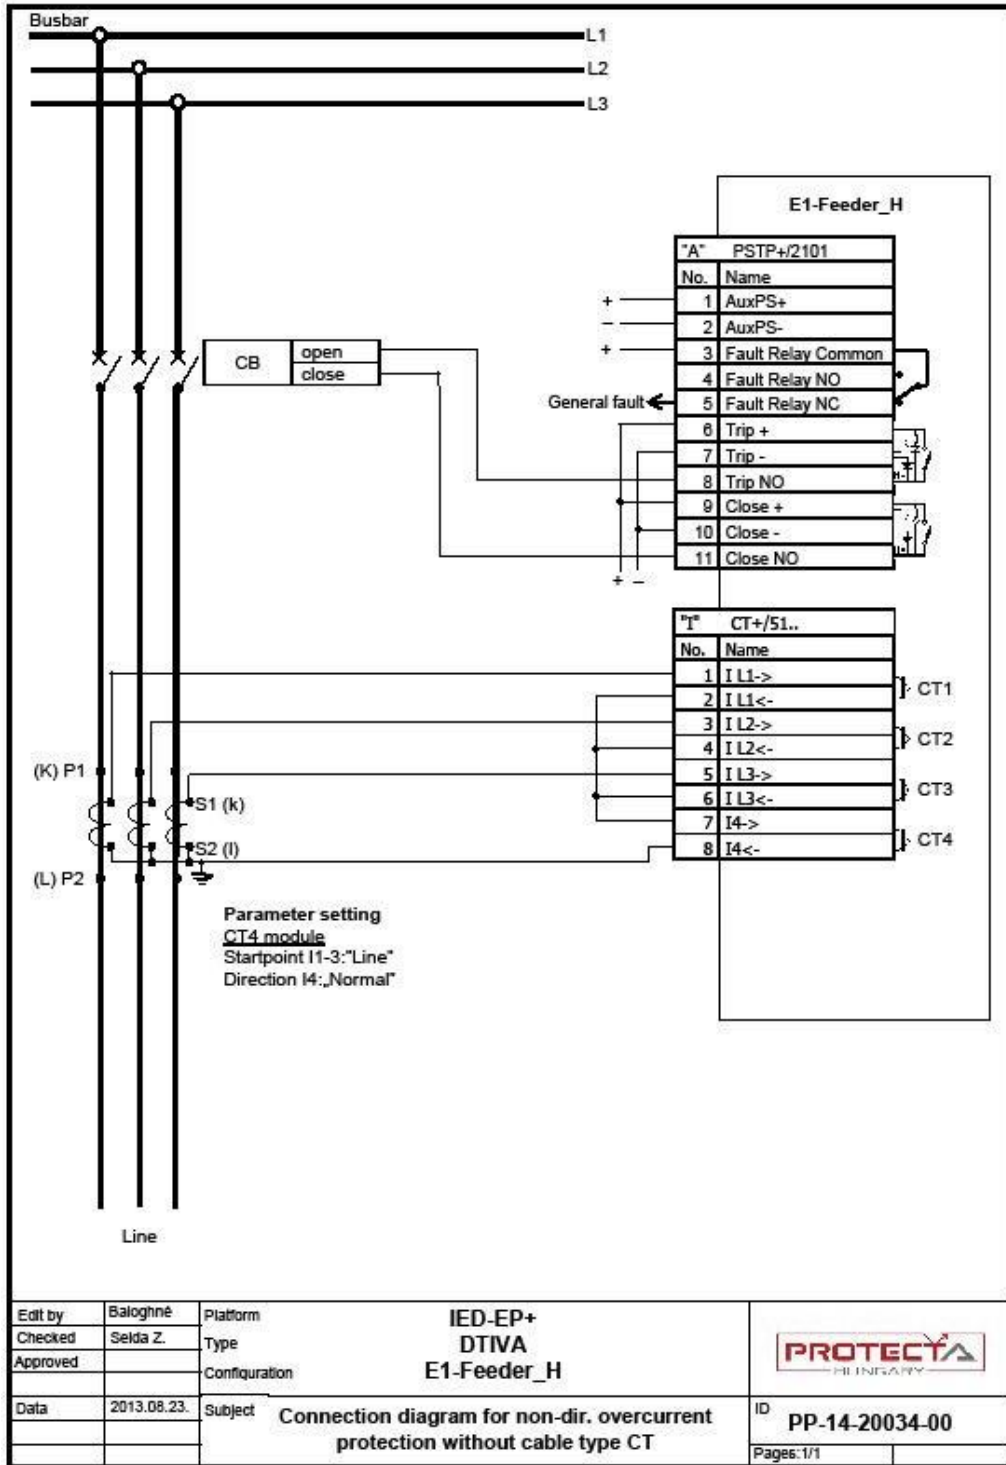 Busbar
L1
L2
L3
E1-Feeder_H
"A" PSTP+/2101
No. Name
+ 1 AuxPS+
– 2 AuxPS-
+ 3 Fault Relay Common
4 Fault Relay NO
General fault 5 Fault Relay NC
6 Trip +
7 Trip -
8 Trip NO
9 Close +
10 Close -
11 Close NO
+ –
CB open
close
"I" CT+/51..
No. Name
1 I L1->
2 I L1<-
CT1
3 I L2->
4 I L2<-
CT2
5 I L3->
6 I L3<-
CT3
7 I4->
8 I4<-
CT4
(K) P1
S1 (k)
S2 (l)
(L) P2
Parameter setting
CT4 module
Startpoint I1-3:"Line"
Direction I4:„Normal"
Line
Edit by Baloghné
Checked Seida Z.
Approved
Data 2013.08.23.
Platform IED-EP+
Type DTIVA
Configuration E1-Feeder_H
Subject Connection diagram for non-dir. overcurrent
protection without cable type CT
PROTECTA
HUNGARY
ID PP-14-20034-00
Pages:1/1